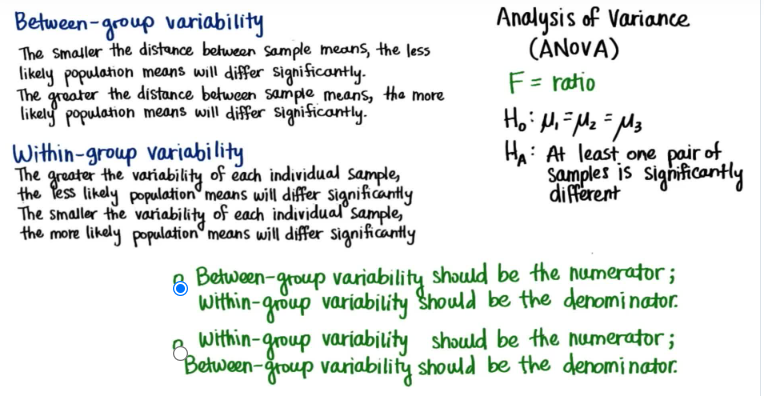 Between-group variability
The smaller the distance between sample means, the less
likely population means will differ significantly.
The greater the distance between sample means, the more
likely population means will differ significantly.
Within-group variability
The greater the variability of each individual sample,
the less likely population means will differ significantly
The smaller the variability of each individual sample,
the more likely population means will differ significantly
Analysis of Variance
(ANOVA)
F = ratio
H₀: μ₁=μ₂=μ₃
Hₐ: At least one pair of
samples is significantly
different
Between-group variability should be the numerator;
Within-group variability should be the denominator.
Within-group variability should be the numerator;
Between-group variability should be the denominator.